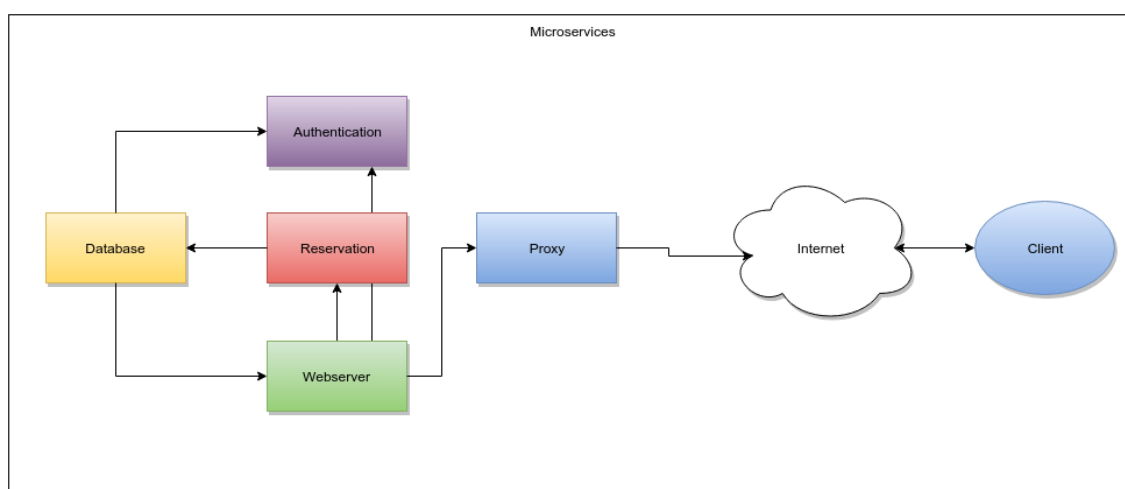 Microservices
Authentication
Database
Reservation
Proxy
Internet
Client
Webserver